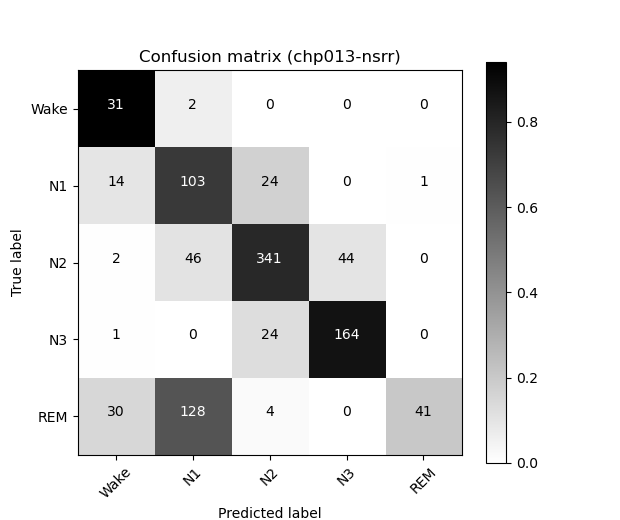 Confusion matrix (chp013-nsrr)
Wake 31 2 0 0 0
N1 14 103 24 0 1
N2 2 46 341 44 0
N3 1 0 24 164 0
REM 30 128 4 0 41
Wake N1 N2 N3 REM
Predicted label
True label
0.8
0.6
0.4
0.2
0.0